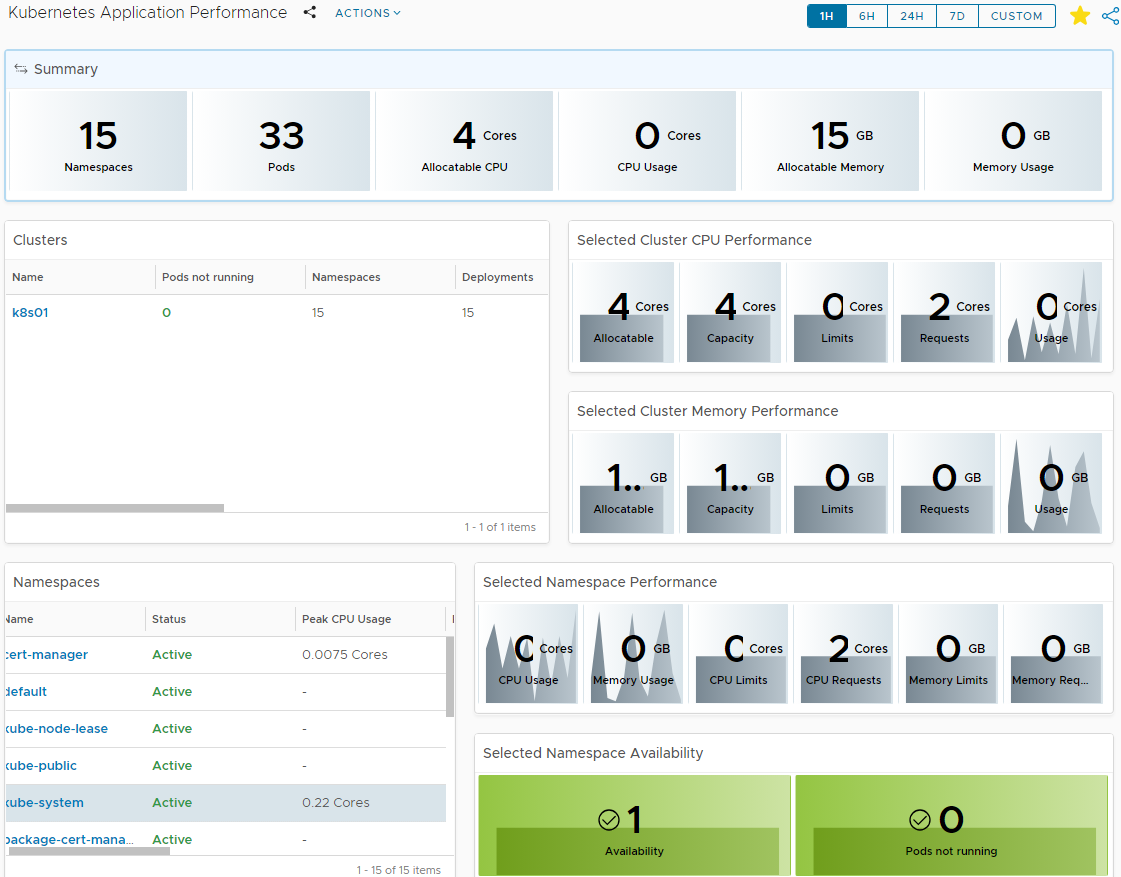 Kubernetes Application Performance ACTIONS 1H 6H 24H 7D CUSTOM
Summary
15 33 4 Cores 0 Cores 15 GB 0 GB
Namespaces Pods Allocatable CPU CPU Usage Allocatable Memory Memory Usage
Clusters
Name Pods not running Namespaces Deployments
k8s01 0 15 15
1 - 1 of 1 items
Selected Cluster CPU Performance
4 Cores 4 Cores 0 Cores 2 Cores 0 Cores
Allocatable Capacity Limits Requests Usage
Selected Cluster Memory Performance
1.. GB 1.. GB 0 GB 0 GB 0 GB
Allocatable Capacity Limits Requests Usage
Namespaces
Name Status Peak CPU Usage
cert-manager Active 0.0075 Cores
default Active -
kube-node-lease Active -
kube-public Active -
kube-system Active 0.22 Cores
package-cert-mana... Active -
1 - 15 of 15 items
Selected Namespace Performance
0 Cores 0 GB 0 Cores 2 Cores 0 GB 0 GB
CPU Usage Memory Usage CPU Limits CPU Requests Memory Limits Memory Req...
Selected Namespace Availability
1 0
Availability Pods not running